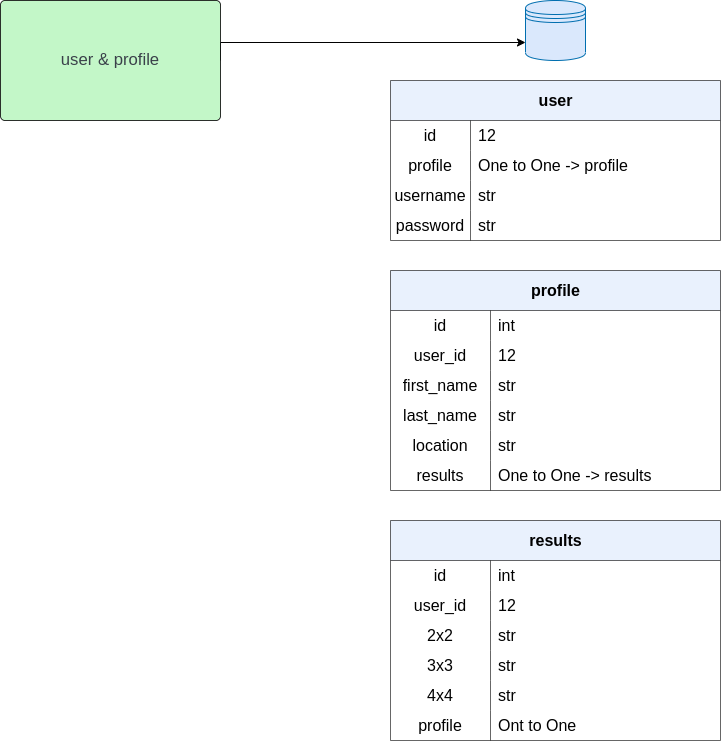 user & profile
user
id 12
profile One to One -> profile
username str
password str
profile
id int
user_id 12
first_name str
last_name str
location str
results One to One -> results
results
id int
user_id 12
2x2 str
3x3 str
4x4 str
profile Ont to One